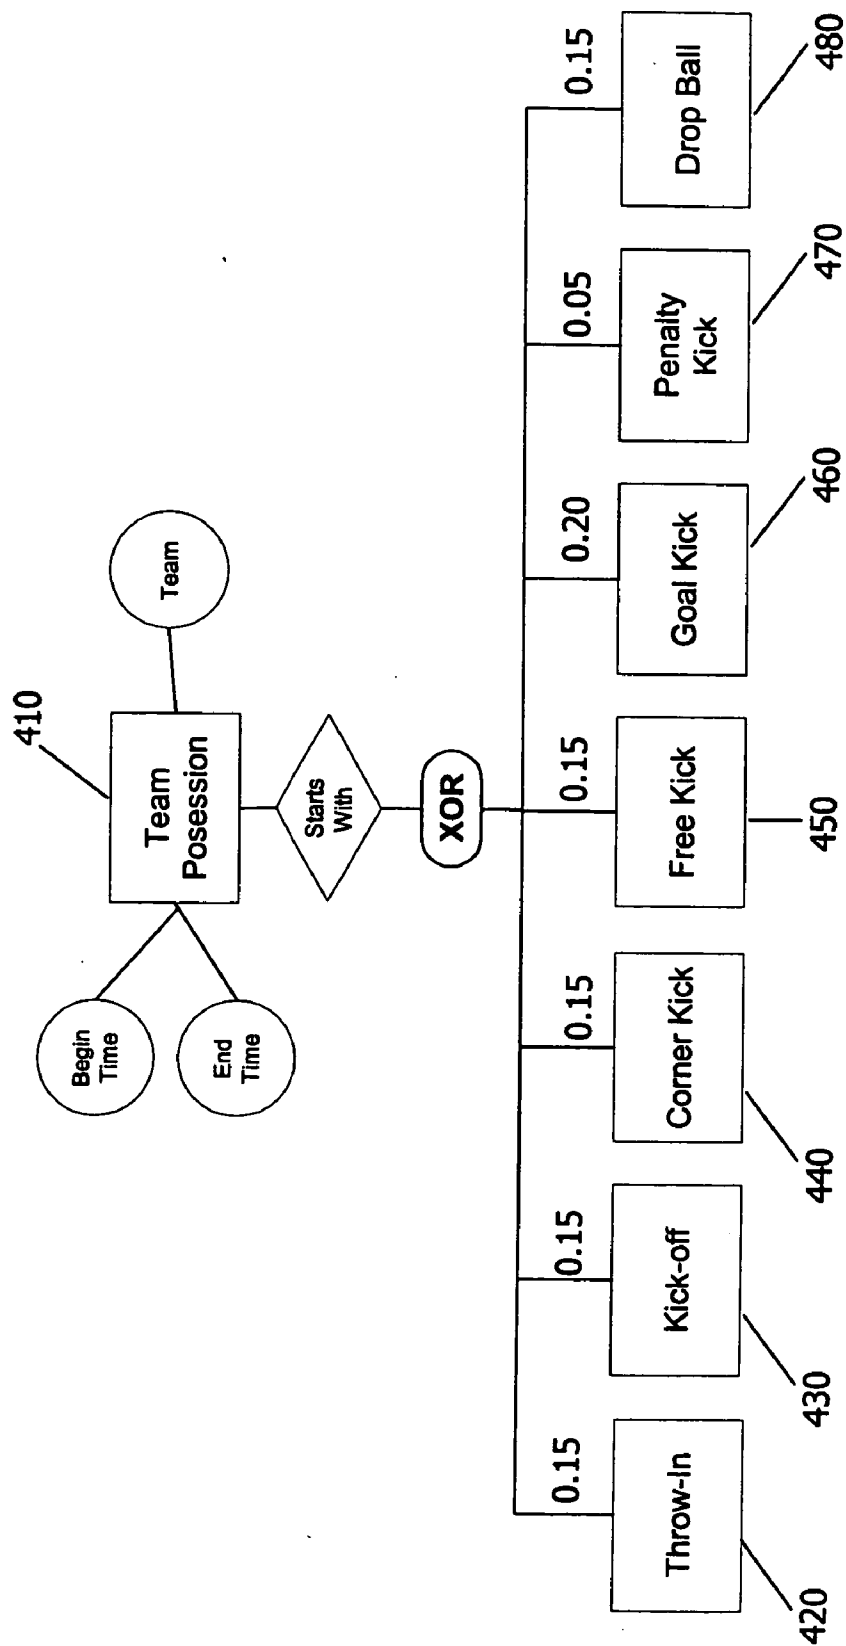 410
Begin
Time
End
Time
Team
Posession
Team
Starts
With
XOR
0.15
0.15
0.15
0.15
0.20
0.05
0.15
Throw-In
Kick-off
Corner Kick
Free Kick
Goal Kick
Penalty
Kick
Drop Ball
420
430
440
450
460
470
480